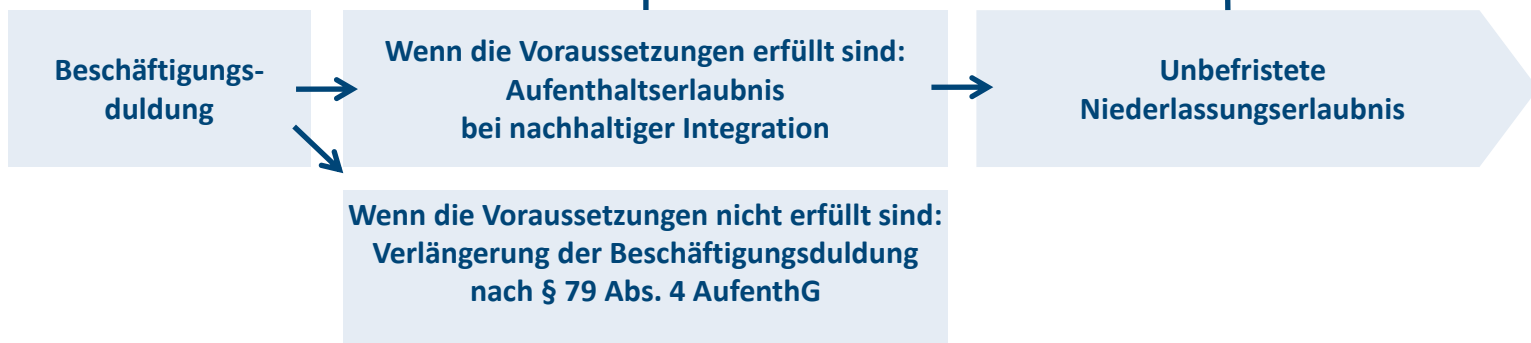 Beschäftigungs-
duldung
Wenn die Voraussetzungen erfüllt sind:
Aufenthaltserlaubnis
bei nachhaltiger Integration
Unbefristete
Niederlassungserlaubnis
Wenn die Voraussetzungen nicht erfüllt sind:
Verlängerung der Beschäftigungsduldung
nach § 79 Abs. 4 AufenthG